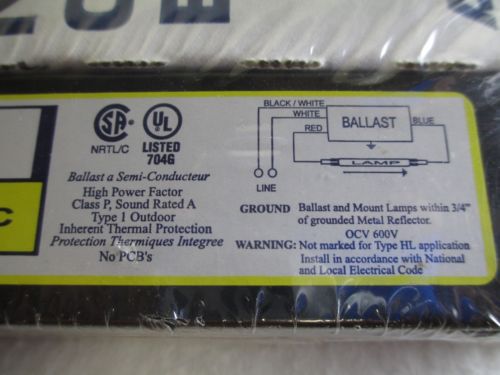 SA
NRTL/C
UL
LISTED
704G
Ballast a Semi-Conducteur
High Power Factor
Class P, Sound Rated A
Type 1 Outdoor
Inherent Thermal Protection
Protection Thermiques Integree
No PCB's
C
BLACK / WHITE
WHITE
RED
BALLAST
BLUE
LAMP
LINE
GROUND Ballast and Mount Lamps within 3/4"
of grounded Metal Reflector.
OCV 600V
WARNING: Not marked for Type HL application
Install in accordance with National
and Local Electrical Code